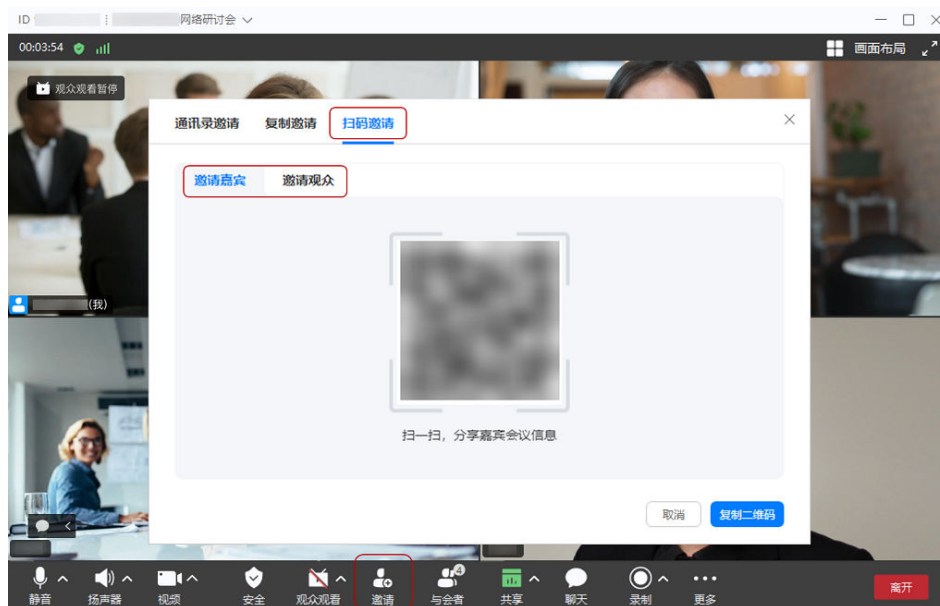 ID
网络研讨会
00:03:54
画面布局
观众观看暂停
通讯录邀请 复制邀请 扫码邀请
邀请嘉宾 邀请观众
(我)
扫一扫，分享嘉宾会议信息
取消 复制二维码
4
静音 扬声器 视频 安全 观众观看 邀请 与会者 共享 聊天 录制 更多 离开